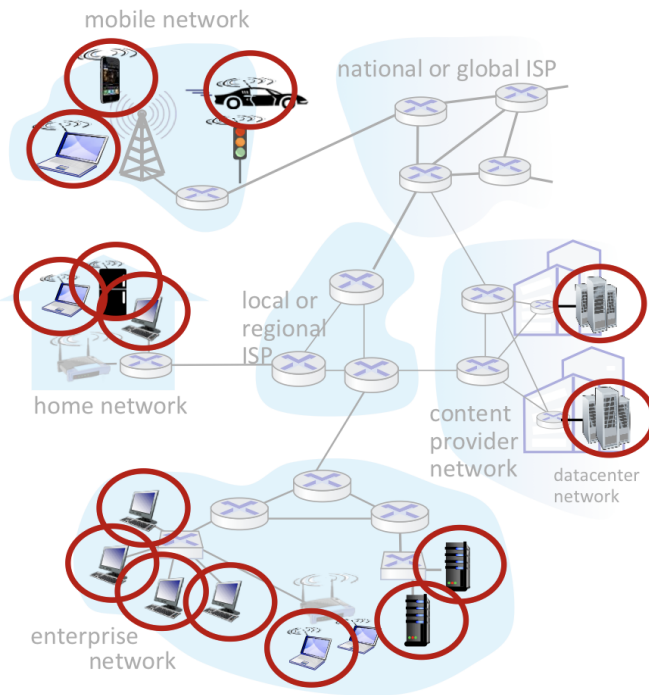 mobile network
national or global ISP
local or
regional
ISP
home network
content
provider
network
datacenter
network
enterprise
network